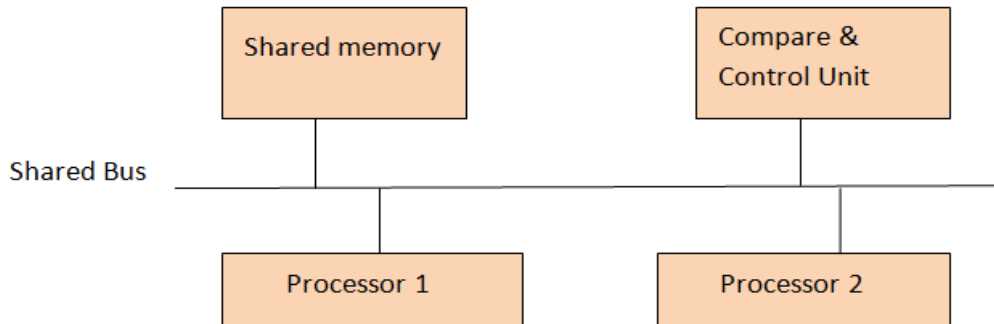 Shared memory
Compare &
Control Unit
Shared Bus
Processor 1
Processor 2